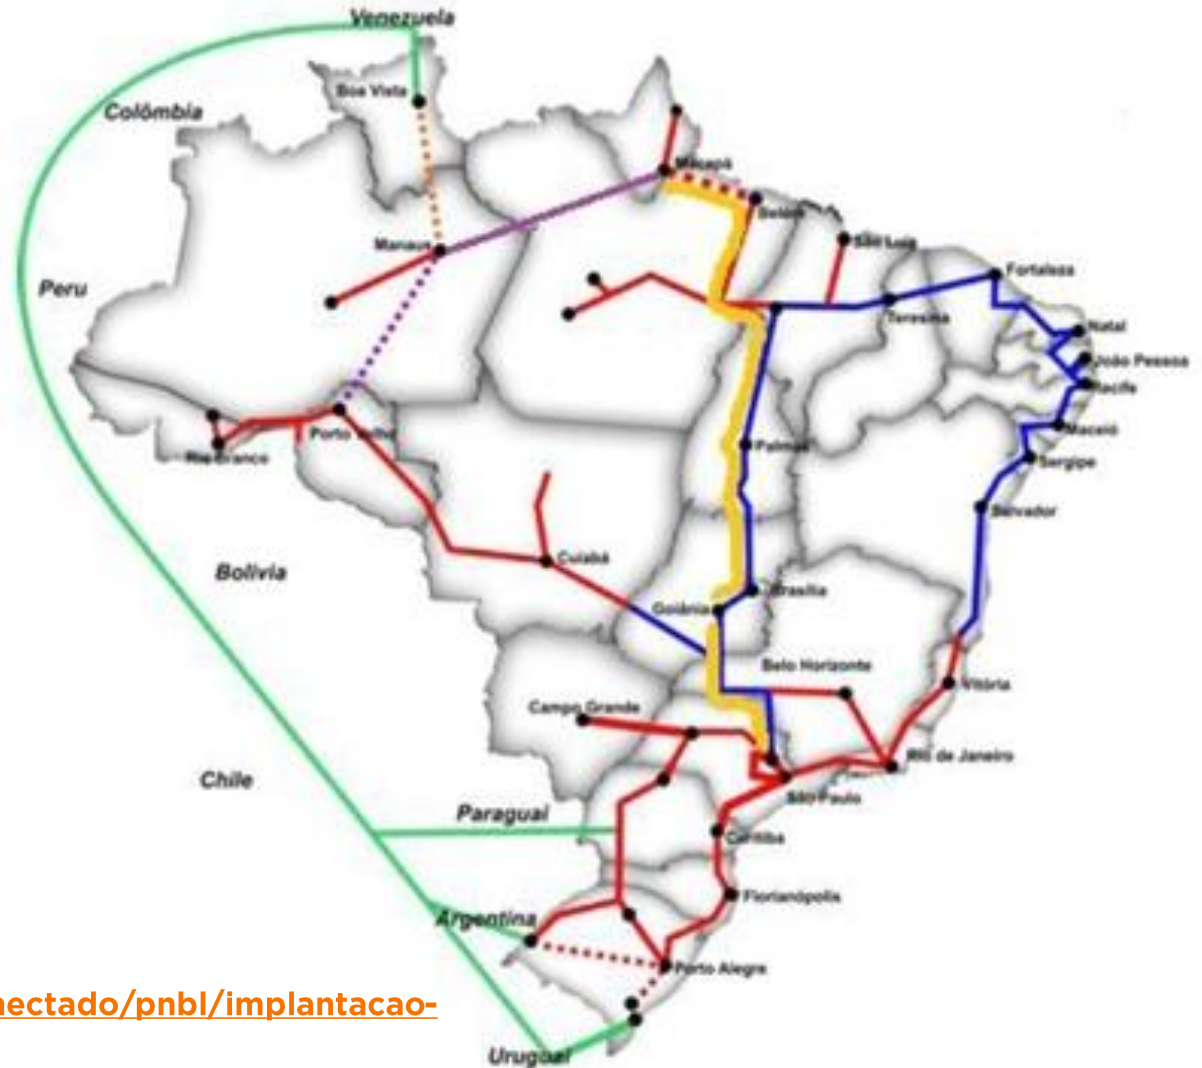 Venezuela
Boa Vista
Colômbia
Macapá
Belém
São Luís
Manaus
Fortaleza
Peru
Teresina
Natal
João Pessoa
Recife
Porto Velho
Maceió
Rio Branco
Palmas
Sergipe
Salvador
Cuiabá
Bolívia
Brasília
Goiânia
Belo Horizonte
Vitória
Campo Grande
Rio de Janeiro
Chile
São Paulo
Paraguai
Curitiba
Florianópolis
Argentina
Porto Alegre
nectado/pnbl/implantacao-
Uruguai